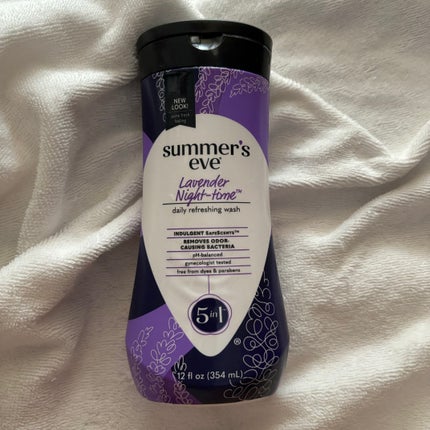 NEW
LOOK!
summer's
eve®
Lavender
Night-time™
daily refreshing wash
INDULGENT SAFESCENTS™
REMOVES ODOR-
CAUSING BACTERIA
pH-balanced
gynecologist tested
free from dyes & parabens
5 in 1
®
12 fl oz (354 mL)